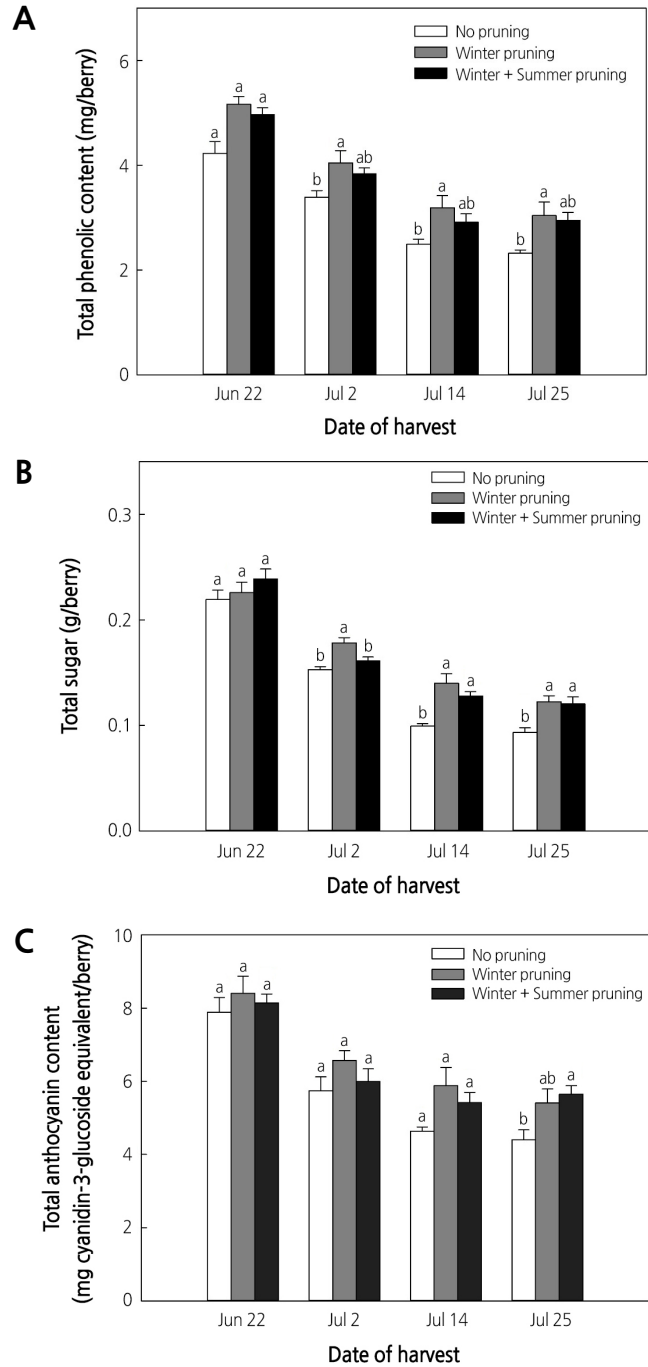 A
No pruning
Winter pruning
Winter + Summer pruning
Total phenolic content (mg/berry)
6
4
2
0
a a a
b a ab
b a ab
b a ab
Jun 22 Jul 2 Jul 14 Jul 25
Date of harvest
B
No pruning
Winter pruning
Winter + Summer pruning
Total sugar (g/berry)
0.3
0.2
0.1
0.0
a a a
b a b
b a a
b a a
Jun 22 Jul 2 Jul 14 Jul 25
Date of harvest
C
No pruning
Winter pruning
Winter + Summer pruning
Total anthocyanin content
(mg cyanidin-3-glucoside equivalent/berry)
10
8
6
4
2
0
a a a
a a a
a a a
b ab a
Jun 22 Jul 2 Jul 14 Jul 25
Date of harvest